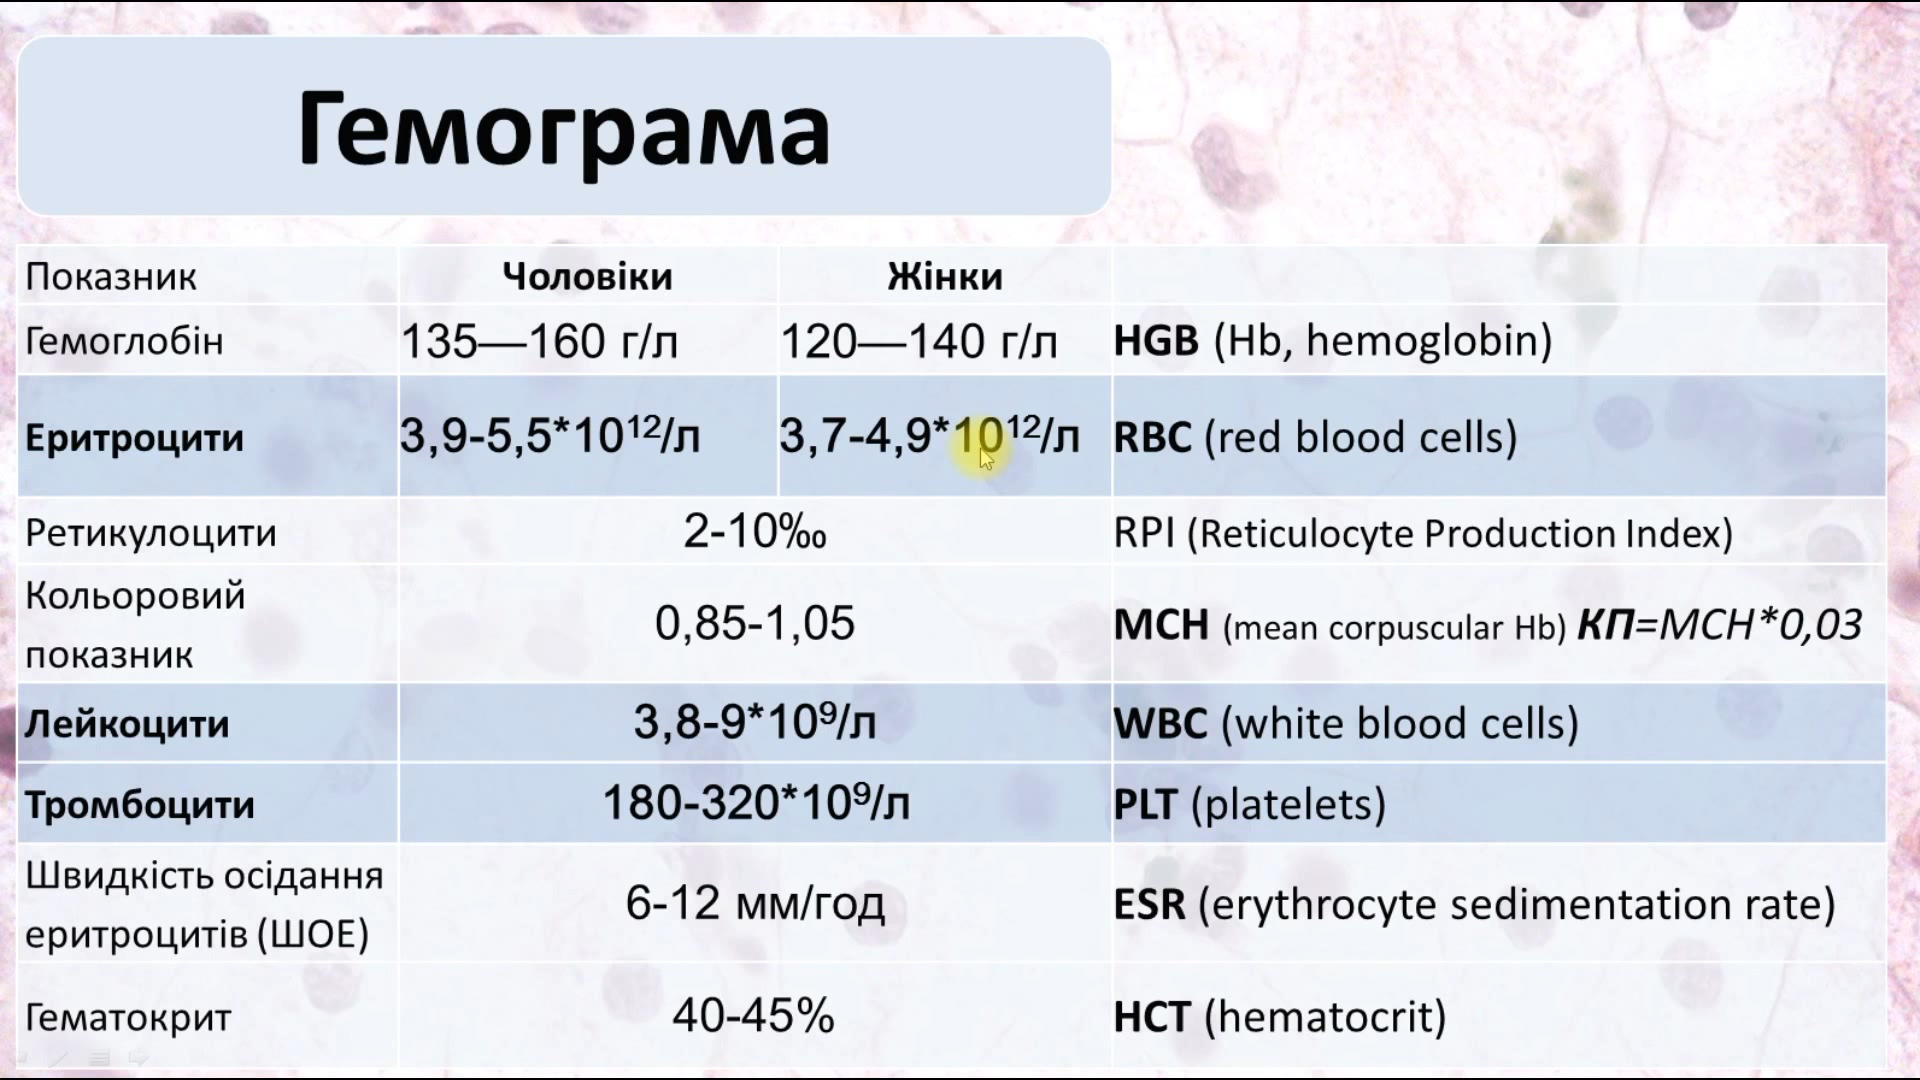 Гемограма
Показник Чоловіки Жінки
Гемоглобін 135—160 г/л 120—140 г/л HGB (Hb, hemoglobin)
Еритроцити 3,9-5,5*10¹²/л 3,7-4,9*10¹²/л RBC (red blood cells)
Ретикулоцити 2-10‰ RPI (Reticulocyte Production Index)
Кольоровий
показник 0,85-1,05 MCH (mean corpuscular Hb) КП=MCH*0,03
Лейкоцити 3,8-9*10⁹/л WBC (white blood cells)
Тромбоцити 180-320*10⁹/л PLT (platelets)
Швидкість осідання
еритроцитів (ШОЕ) 6-12 мм/год ESR (erythrocyte sedimentation rate)
Гематокрит 40-45% HCT (hematocrit)